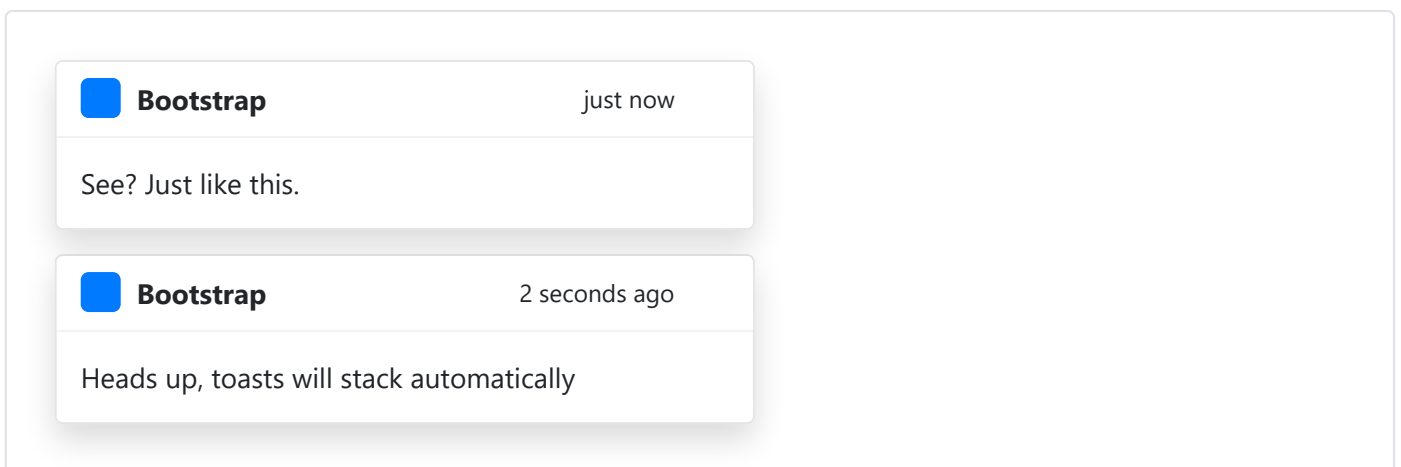 Bootstrap just now
See? Just like this.
Bootstrap 2 seconds ago
Heads up, toasts will stack automatically